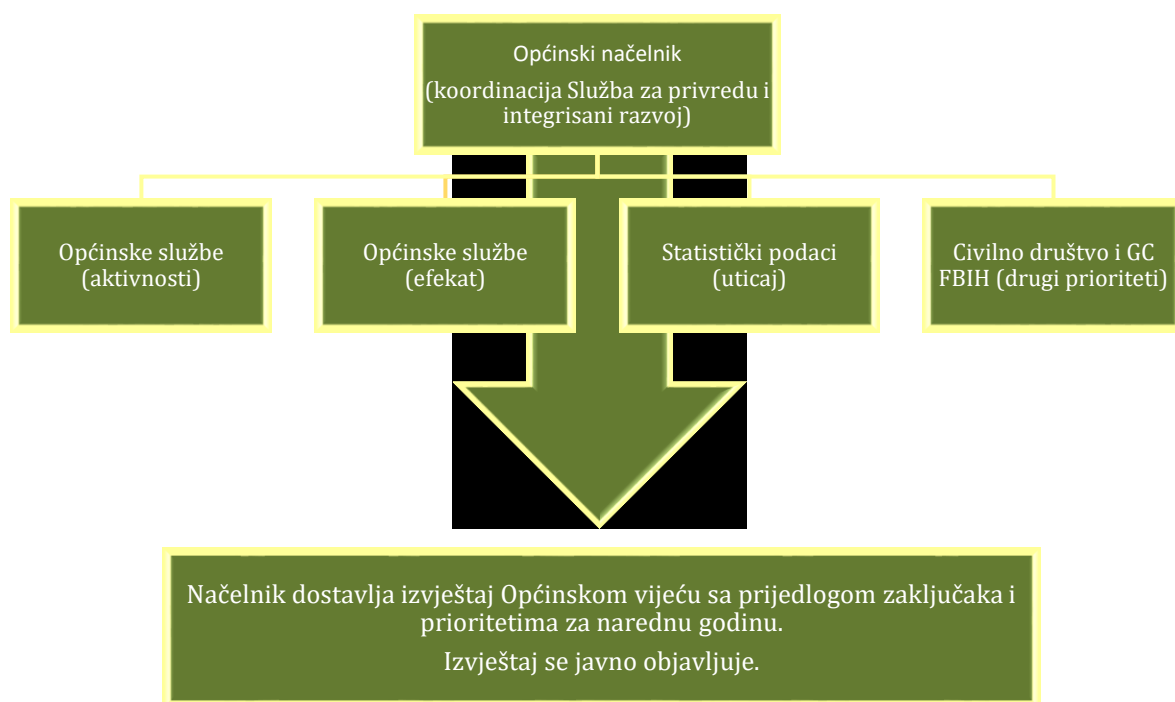 Općinski načelnik
(koordinacija Služba za privredu i
integrisani razvoj)
Općinske službe
(aktivnosti)
Općinske službe
(efekat)
Statistički podaci
(uticaj)
Civilno društvo i GC
FBIH (drugi prioriteti)
Načelnik dostavlja izvještaj Općinskom vijeću sa prijedlogom zaključaka i
prioritetima za narednu godinu.
Izvještaj se javno objavljuje.